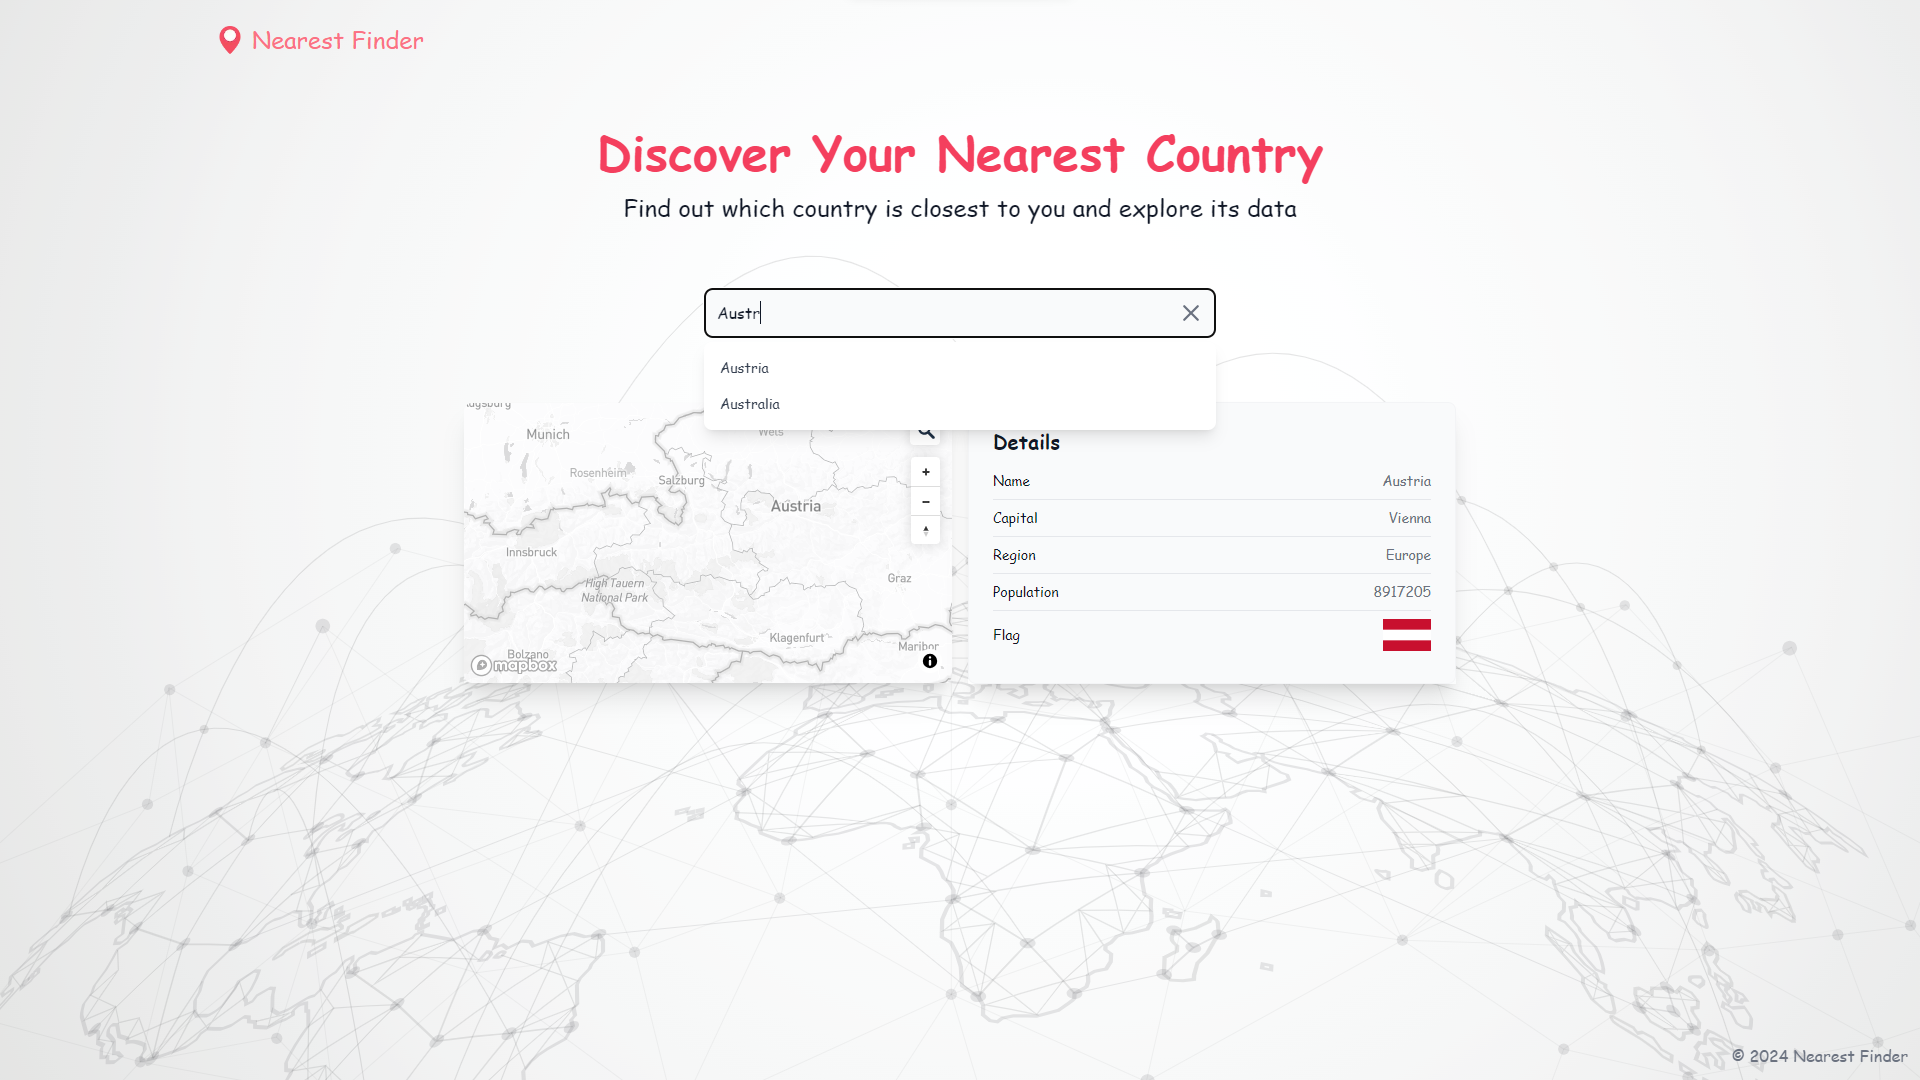 Nearest Finder
Discover Your Nearest Country
Find out which country is closest to you and explore its data
Austr
Austria
Australia
Munich
Wels
Rosenheim
Salzburg
Austria
Innsbruck
Graz
High Tauern
National Park
Klagenfurt
Maribor
Bolzano
mapbox
Details
Name Austria
Capital Vienna
Region Europe
Population 8917205
Flag
© 2024 Nearest Finder